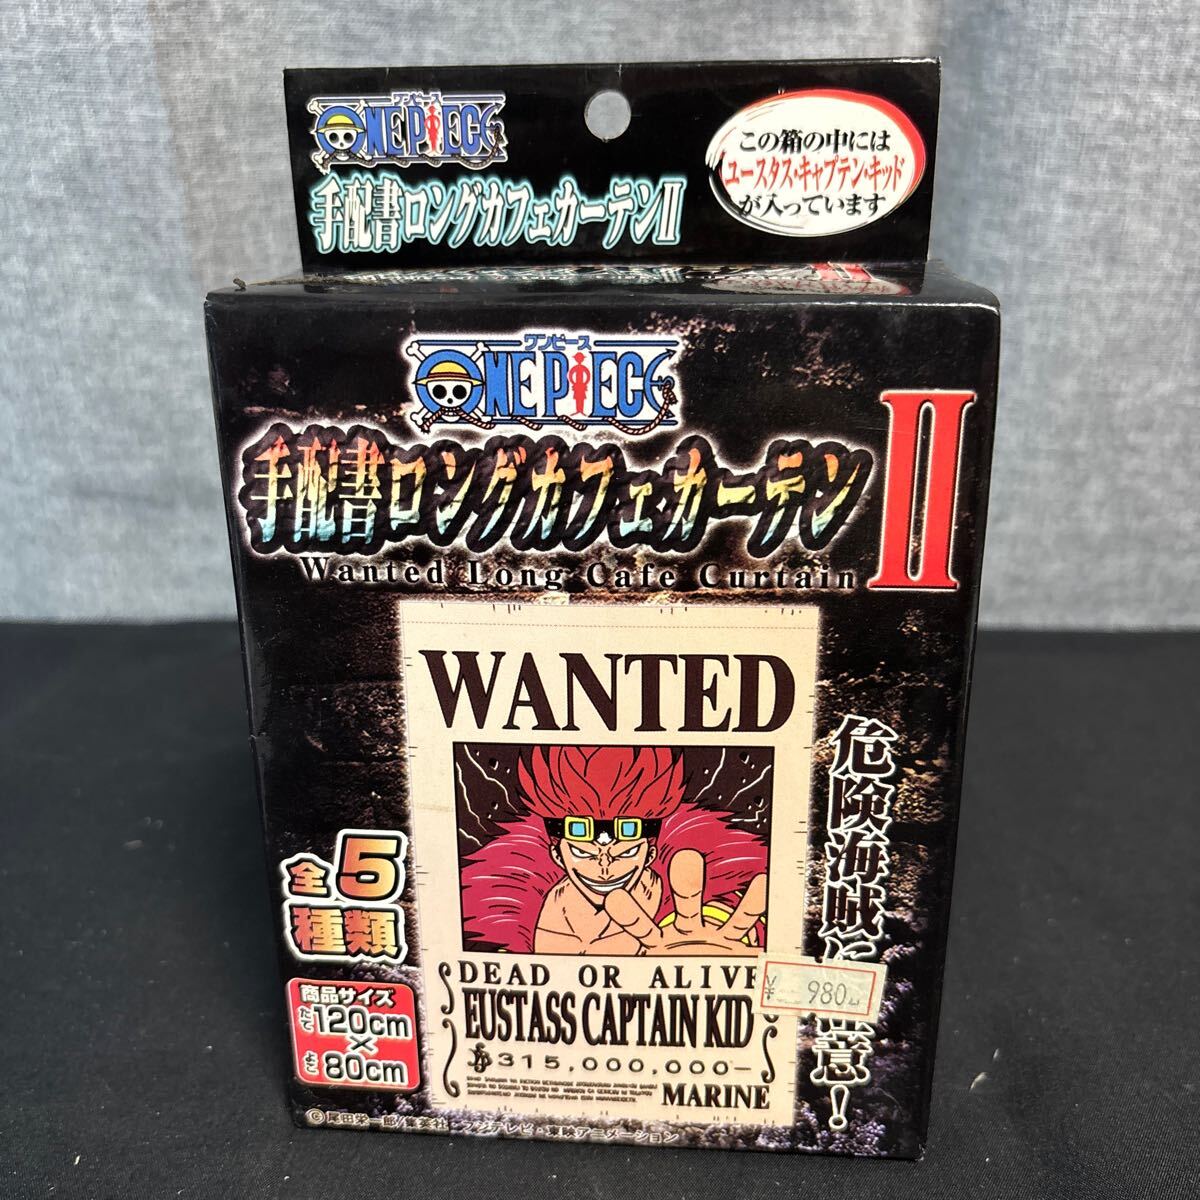 ワンピース
ONE PIECE
手配書ロングカフェカーテンII
この箱の中には
ユースタス・キャプテン・キッド
が入っています
II
ワンピース
ONE PIECE
手配書ロングカフェカーテン
II
Wanted Long Cafe Curtain
WANTED
危険海賊に注意!
全5
種類
DEAD OR ALIVE
EUSTASS CAPTAIN KID
315,000,000-
MARINE
¥ 980
商品サイズ
たて120cm
×
よこ80cm
©尾田栄一郎/集英社・フジテレビ・東映アニメーション